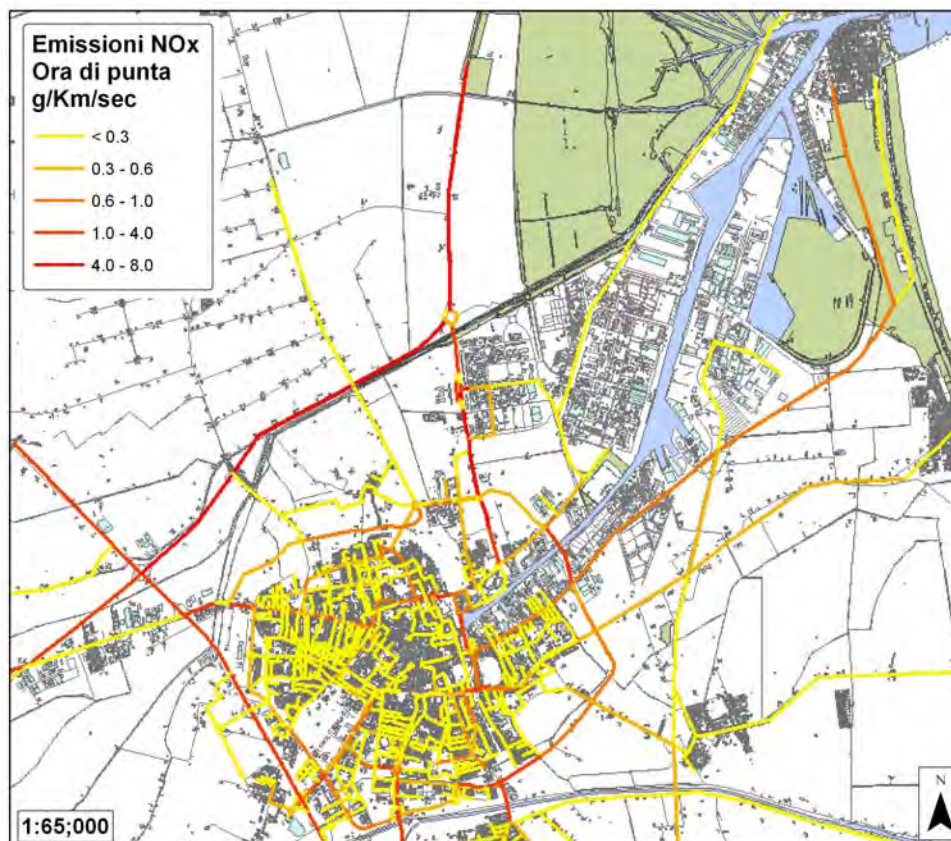 Emissioni NOx
Ora di punta
g/Km/sec
< 0.3
0.3 - 0.6
0.6 - 1.0
1.0 - 4.0
4.0 - 8.0
1:65;000
N